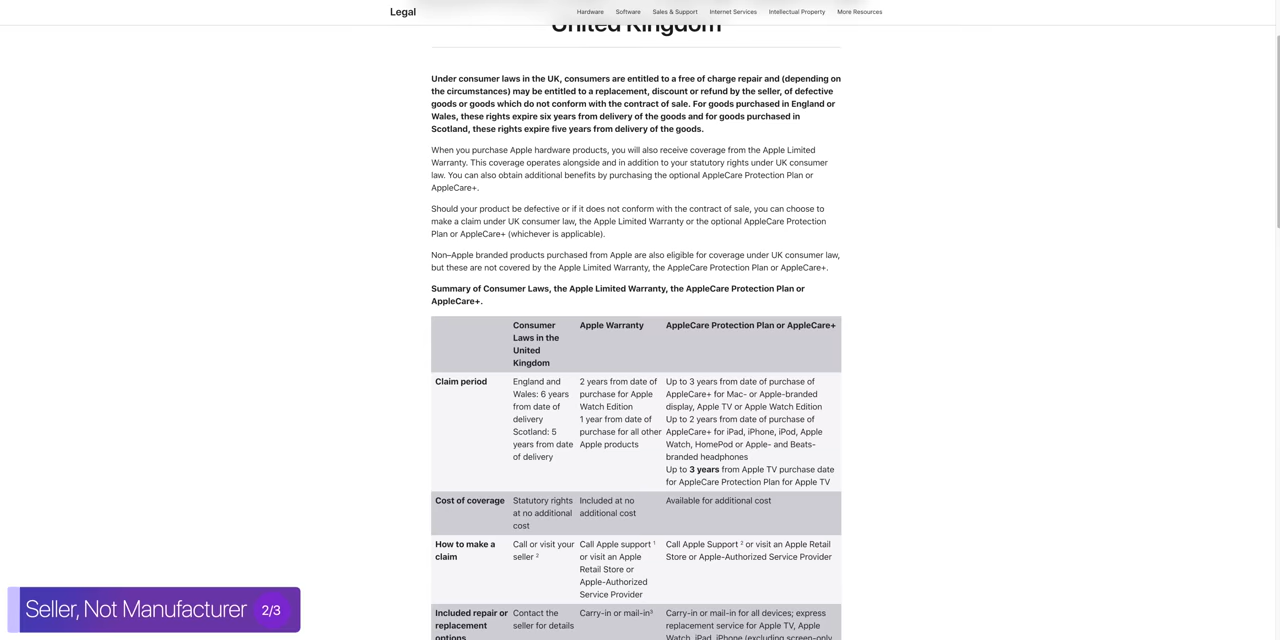 Legal
Hardware Software Sales & Support Internet Services Intellectual Property More Resources
United Kingdom
Under consumer laws in the UK, consumers are entitled to a free of charge repair and (depending on
the circumstances) may be entitled to a replacement, discount or refund by the seller, of defective
goods or goods which do not conform with the contract of sale. For goods purchased in England or
Wales, these rights expire six years from delivery of the goods and for goods purchased in
Scotland, these rights expire five years from delivery of the goods.
When you purchase Apple hardware products, you will also receive coverage from the Apple Limited
Warranty. This coverage operates alongside and in addition to your statutory rights under UK consumer
law. You can also obtain additional benefits by purchasing the optional AppleCare Protection Plan or
AppleCare+.
Should your product be defective or if it does not conform with the contract of sale, you can choose to
make a claim under UK consumer law, the Apple Limited Warranty or the optional AppleCare Protection
Plan or AppleCare+ (whichever is applicable).
Non–Apple branded products purchased from Apple are also eligible for coverage under UK consumer law,
but these are not covered by the Apple Limited Warranty, the AppleCare Protection Plan or AppleCare+.
Summary of Consumer Laws, the Apple Limited Warranty, the AppleCare Protection Plan or
AppleCare+.
Consumer
Laws in the
United
Kingdom
Apple Warranty
AppleCare Protection Plan or AppleCare+
Claim period
England and
Wales: 6 years
from date of
delivery
Scotland: 5
years from date
of delivery
2 years from date of
purchase for Apple
Watch Edition
1 year from date of
purchase for all other
Apple products
Up to 3 years from date of purchase of
AppleCare+ for Mac- or Apple-branded
display, Apple TV or Apple Watch Edition
Up to 2 years from date of purchase of
AppleCare+ for iPad, iPhone, iPod, Apple
Watch, HomePod or Apple- and Beats-
branded headphones
Up to 3 years from Apple TV purchase date
for AppleCare Protection Plan for Apple TV
Cost of coverage
Statutory rights
at no additional
cost
Included at no
additional cost
Available for additional cost
How to make a
claim
Call or visit your
seller ²
Call Apple support ¹
or visit an Apple
Retail Store or
Apple-Authorized
Service Provider
Call Apple Support ² or visit an Apple Retail
Store or Apple-Authorized Service Provider
Included repair or
replacement
options
Contact the
seller for details
Carry-in or mail-in³
Carry-in or mail-in for all devices; express
replacement service for Apple TV, Apple
Watch, iPad, iPhone (excluding screen-only
Seller, Not Manufacturer 2/3